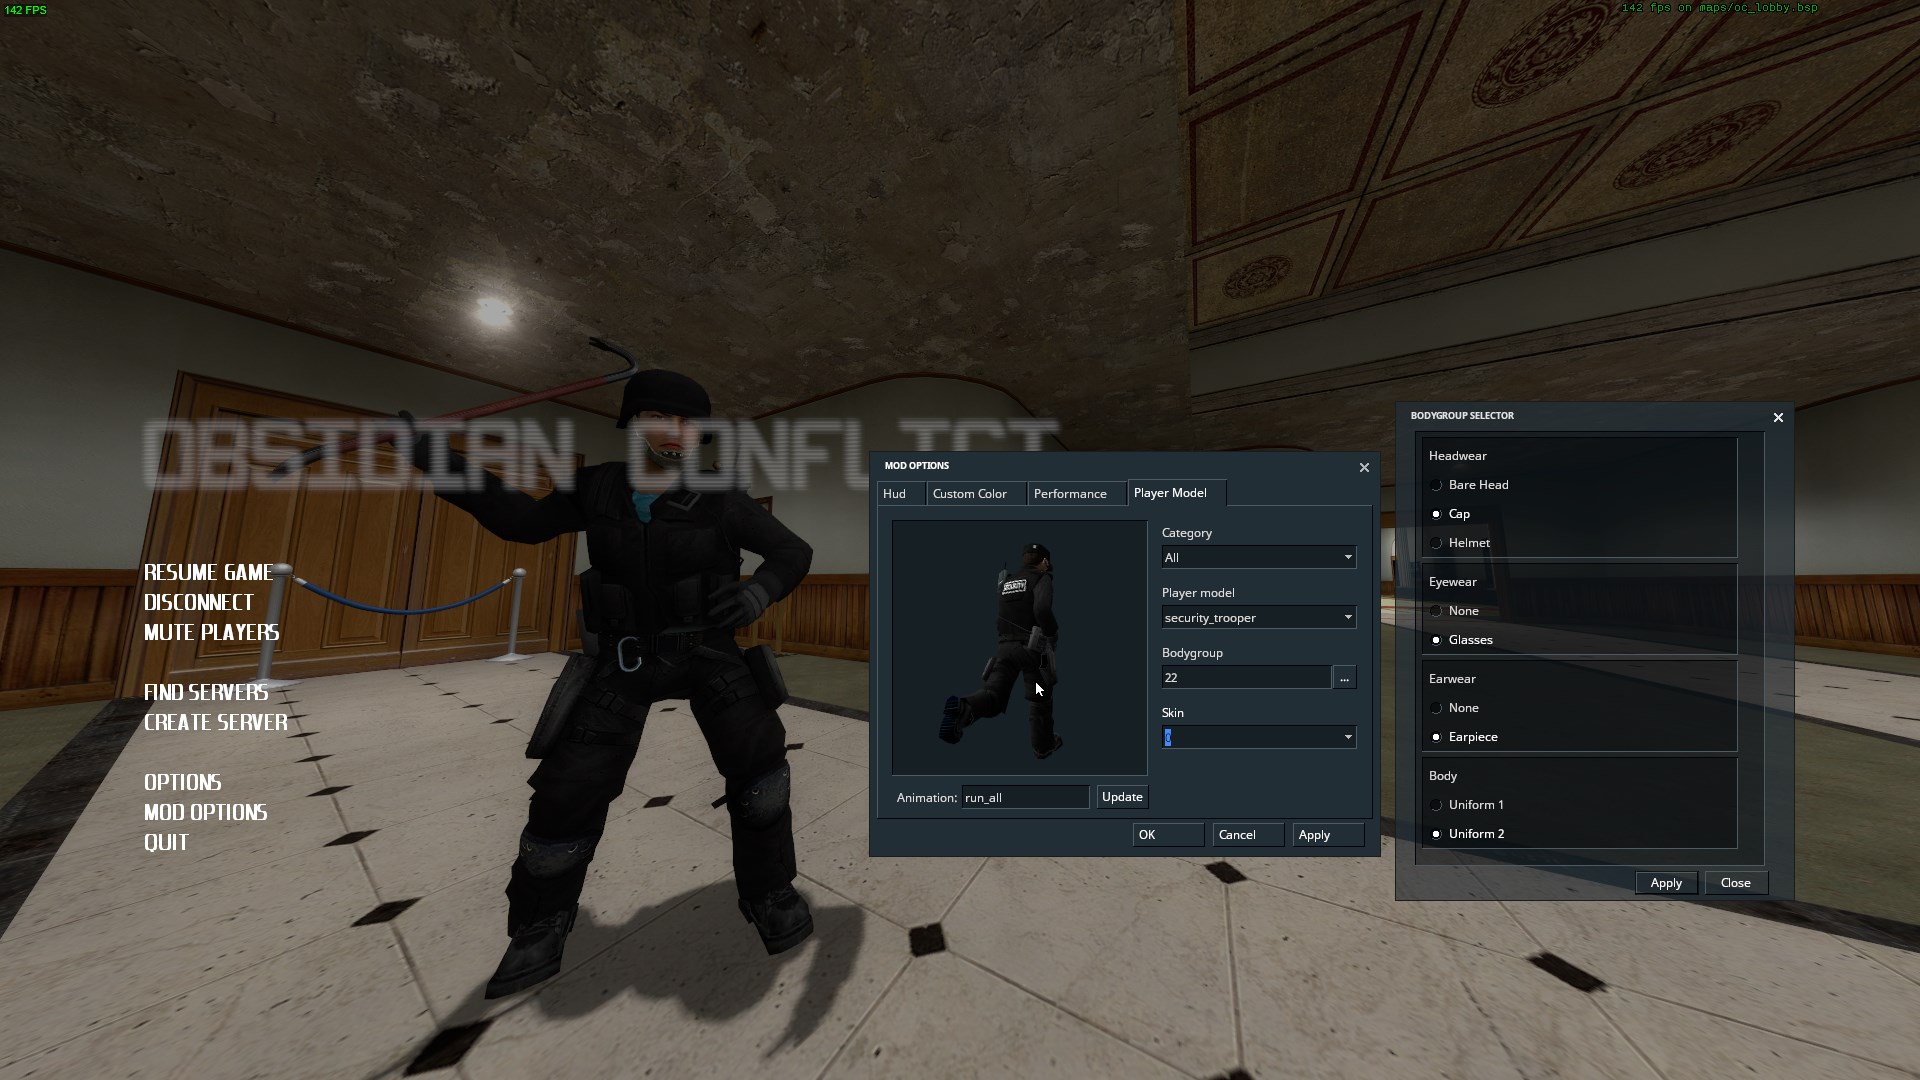 142 FPS
142 fps on maps/oc_lobby.bsp
OBSIDIAN CONFLICT
RESUME GAME
DISCONNECT
MUTE PLAYERS
FIND SERVERS
CREATE SERVER
OPTIONS
MOD OPTIONS
QUIT
MOD OPTIONS
Hud
Custom Color
Performance
Player Model
SECURITY
Category
All
Player model
security_trooper
Bodygroup
22
...
Skin
0
Animation:
run_all
Update
OK
Cancel
Apply
BODYGROUP SELECTOR
Headwear
Bare Head
Cap
Helmet
Eyewear
None
Glasses
Earwear
None
Earpiece
Body
Uniform 1
Uniform 2
Apply
Close